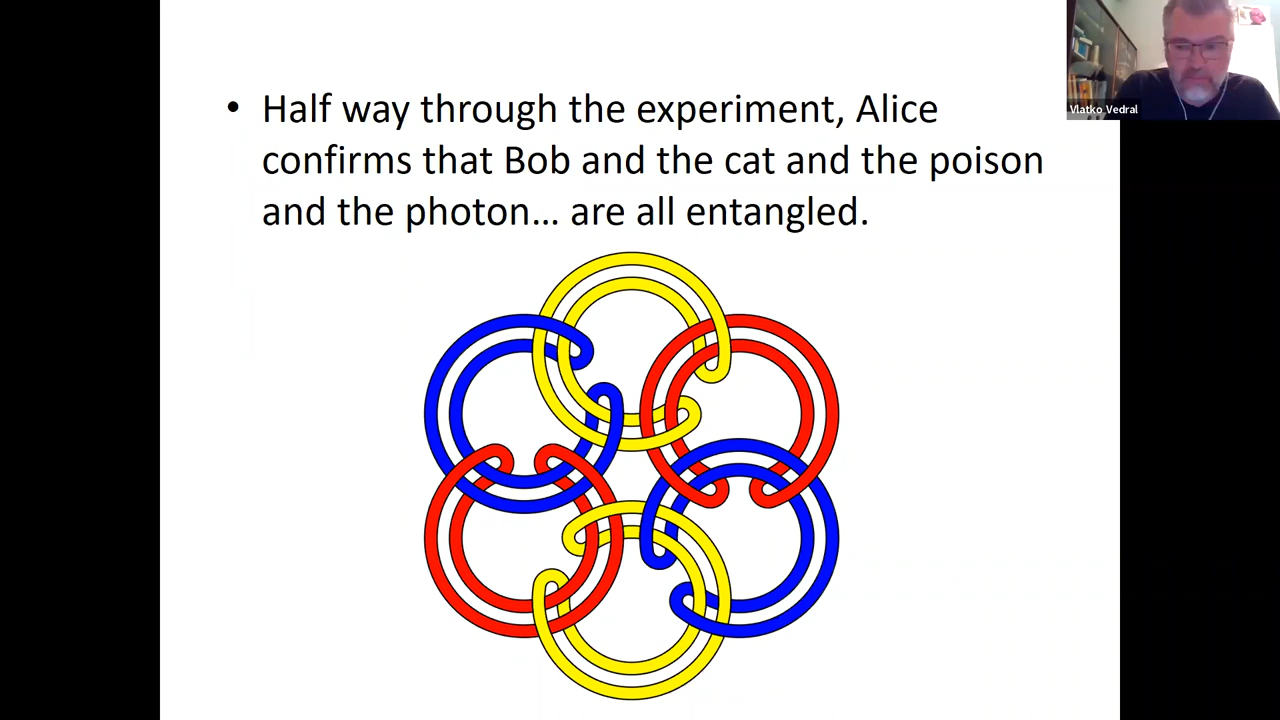 • Half way through the experiment, Alice
confirms that Bob and the cat and the poison
and the photon… are all entangled.
Vlatko Vedral